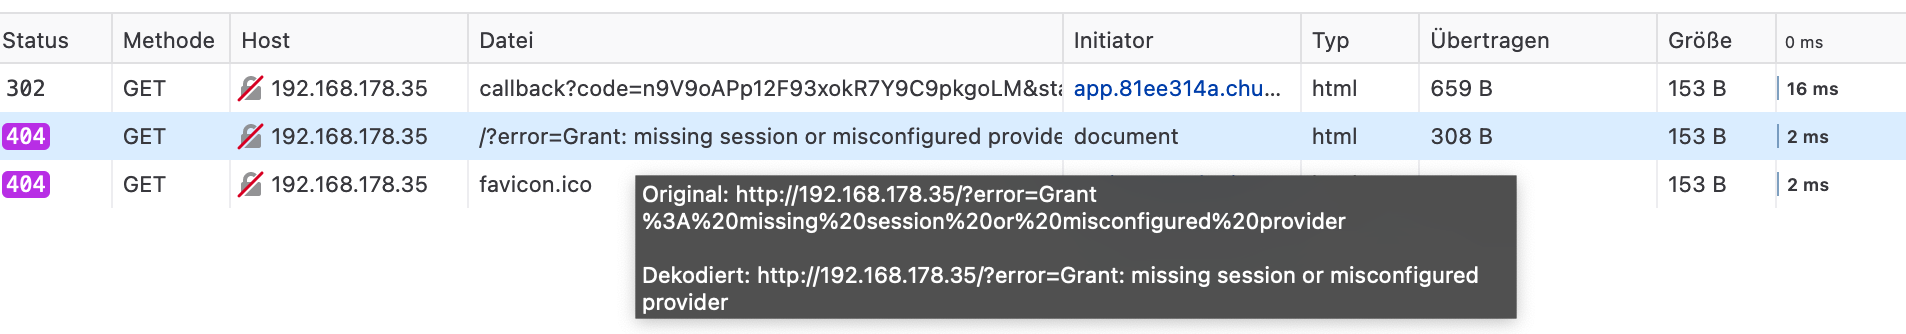 Status Methode Host Datei Initiator Typ Übertragen Größe 0 ms
302 GET 192.168.178.35 callback?code=n9V9oAPp12F93xokR7Y9C9pkgoLM&sta app.81ee314a.chu... html 659 B 153 B 16 ms
404 GET 192.168.178.35 /?error=Grant: missing session or misconfigured provide document html 308 B 153 B 2 ms
404 GET 192.168.178.35 favicon.ico 153 B 2 ms
Original: http://192.168.178.35/?error=Grant
%3A%20missing%20session%20or%20misconfigured%20provider
Dekodiert: http://192.168.178.35/?error=Grant: missing session or misconfigured
provider